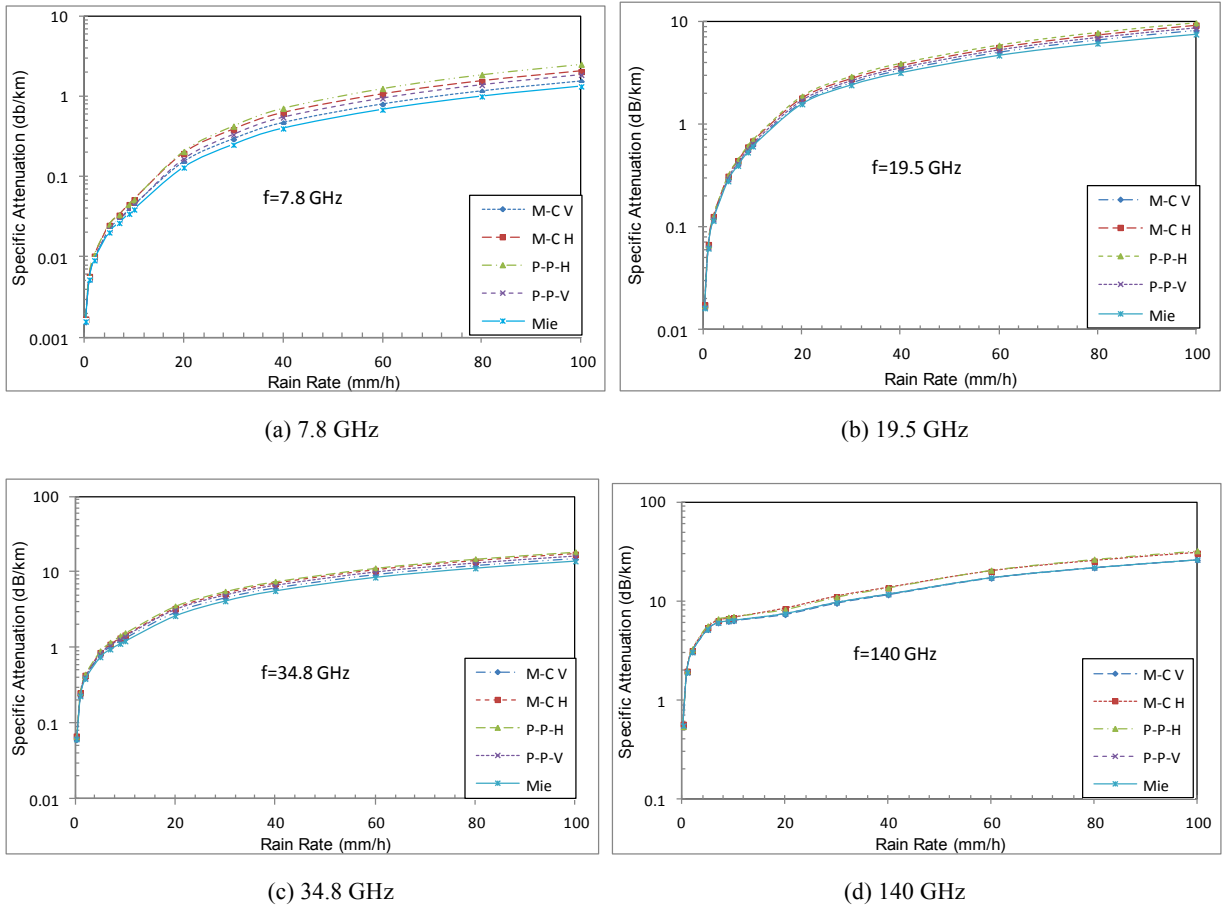 10
1
0.1
0.01
0.001
Specific Attenuation (db/km)
f=7.8 GHz
M-C V
M-C H
P-P-H
P-P-V
Mie
0 20 40 60 80 100
Rain Rate (mm/h)
(a) 7.8 GHz
10
1
0.1
0.01
Specific Attenuation (dB/km)
f=19.5 GHz
M-C V
M-C H
P-P-H
P-P-V
Mie
0 20 40 60 80 100
Rain Rate (mm/h)
(b) 19.5 GHz
100
10
1
0.1
0.01
Specific Attenuation (dB/km)
f=34.8 GHz
M-C V
M-C H
P-P-H
P-P-V
Mie
0 20 40 60 80 100
Rain Rate (mm/h)
(c) 34.8 GHz
100
10
1
0.1
Specific Attenuation (dB/km)
f=140 GHz
M-C V
M-C H
P-P-H
P-P-V
Mie
0 20 40 60 80 100
Rain Rate (mm/h)
(d) 140 GHz